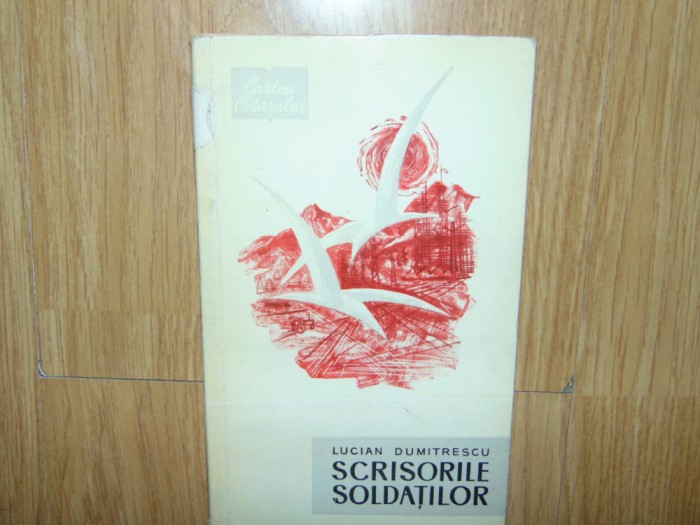 Cartea
Ostașului
LUCIAN DUMITRESCU
SCRISORILE
SOLDAȚILOR